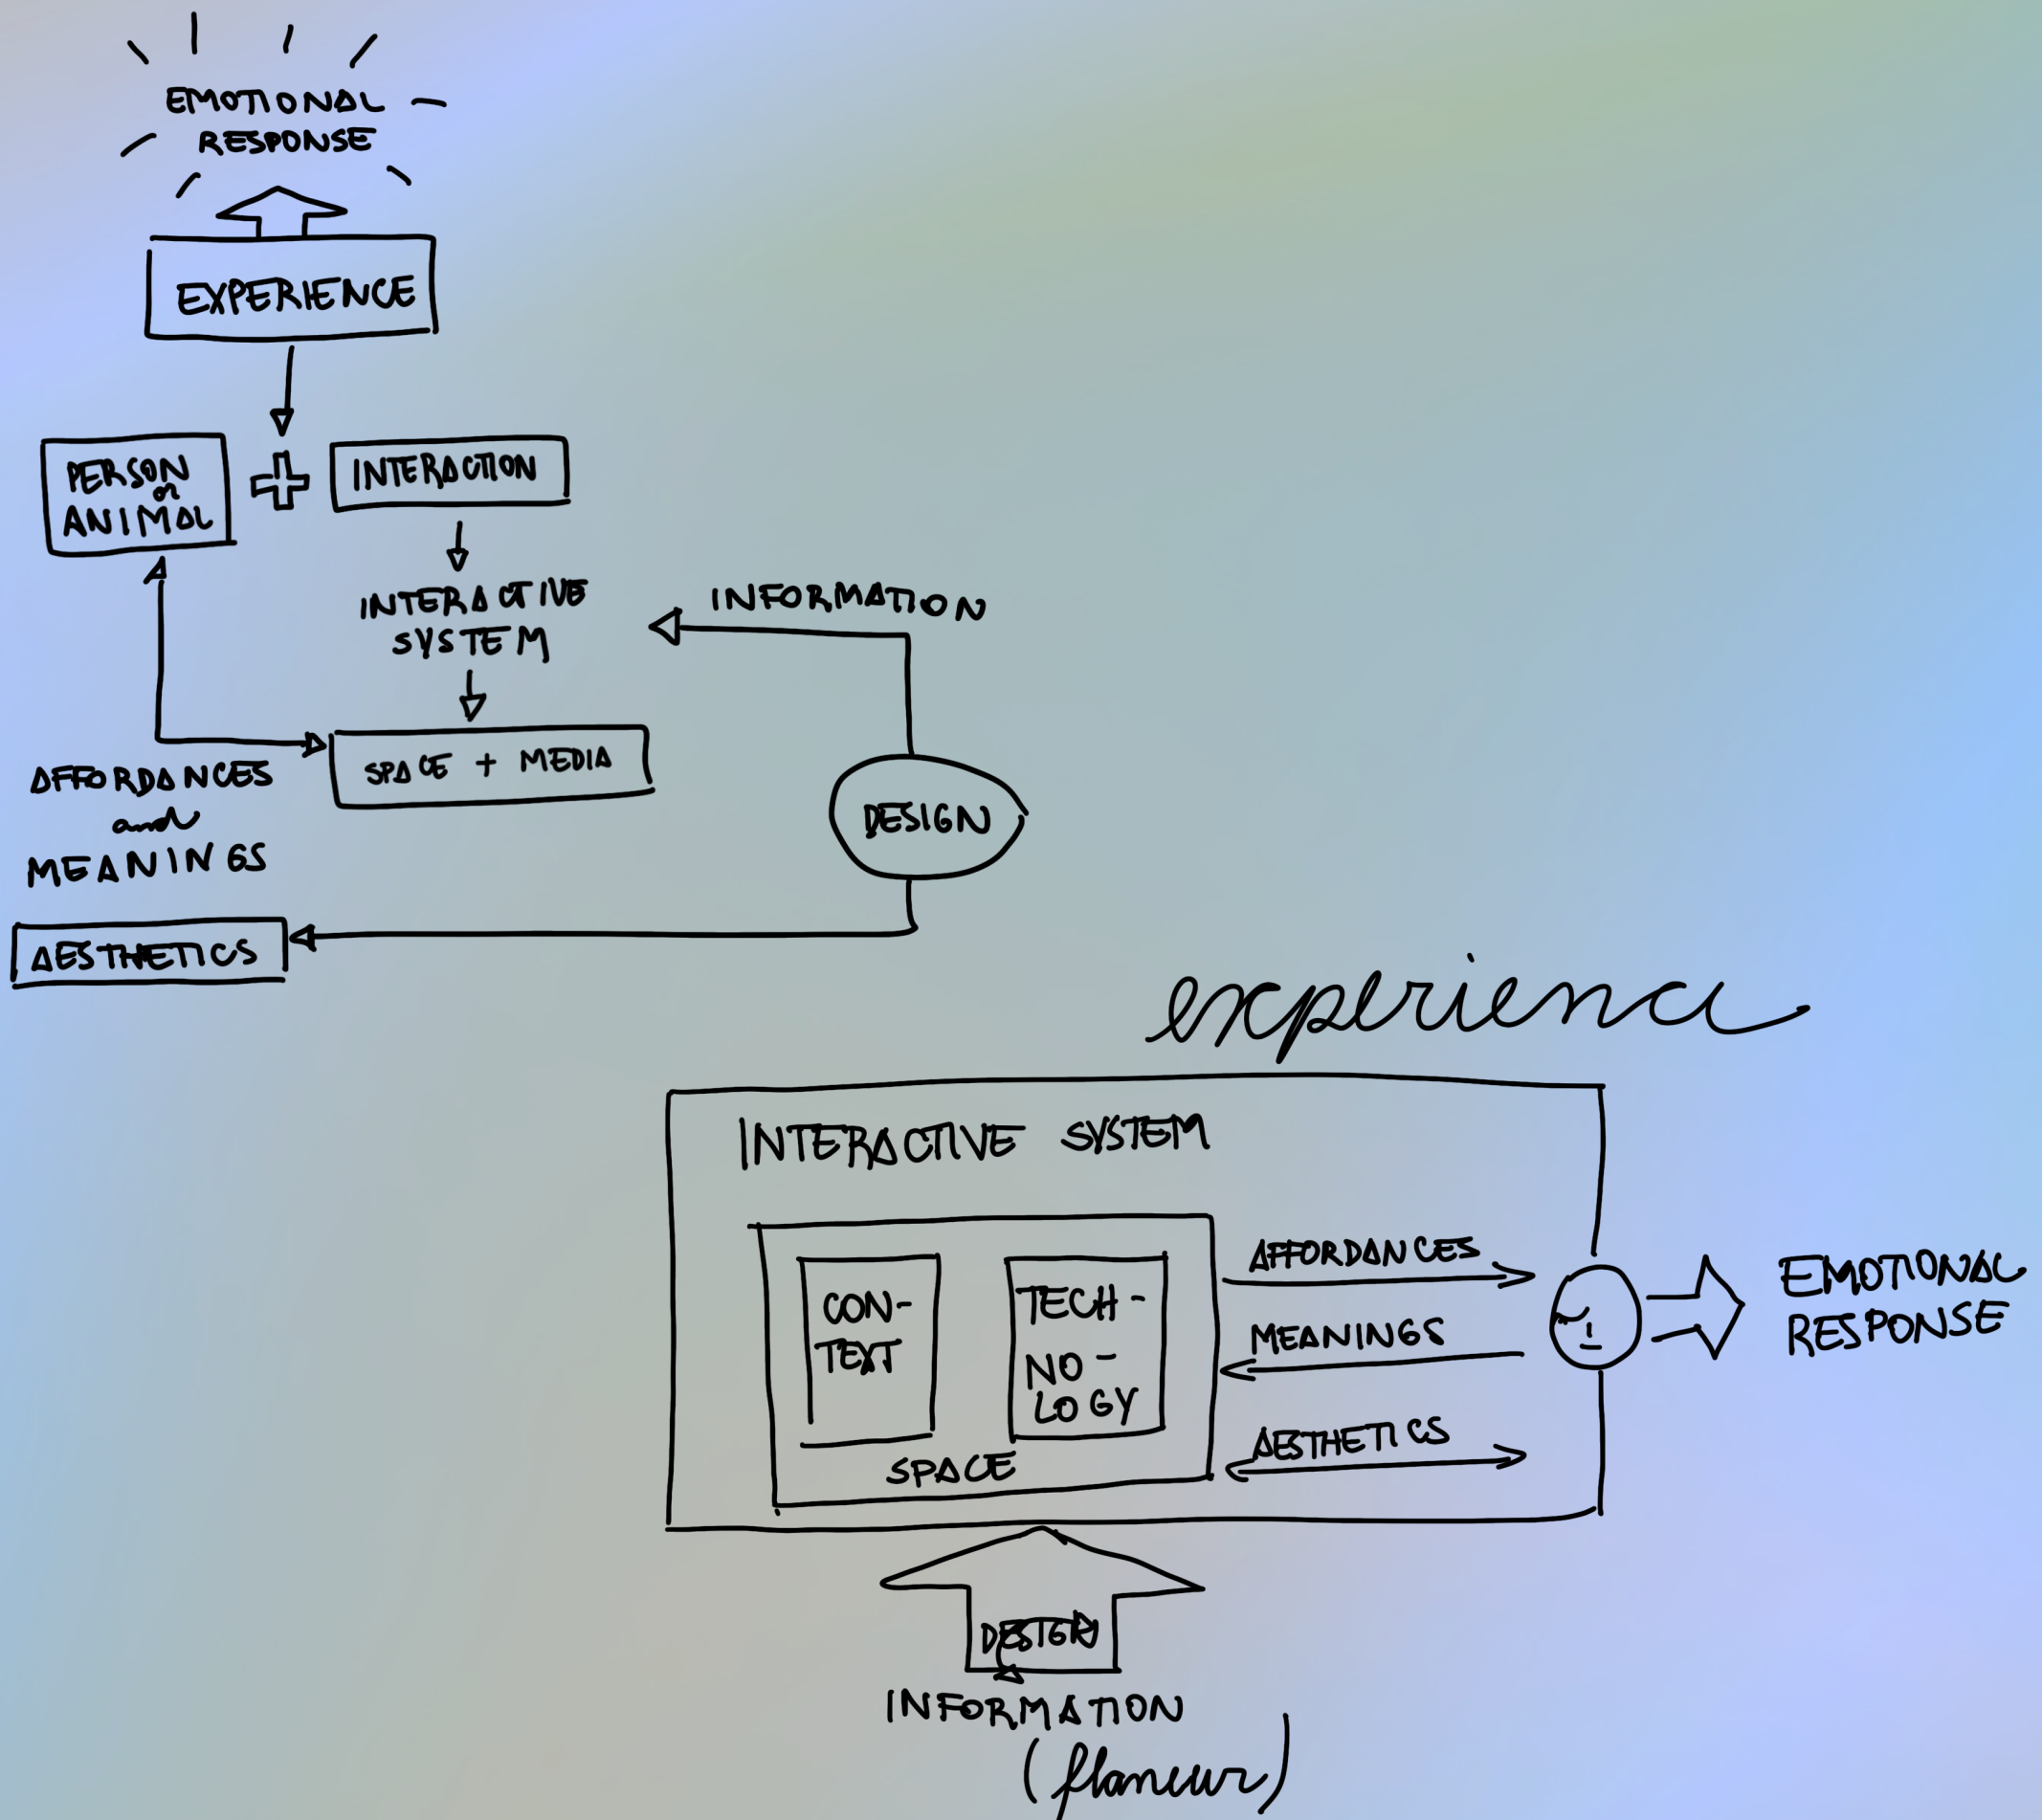 EMOTIONAL
RESPONSE
EXPERIENCE
PERSON
or
ANIMAL
INTERACTION
INTERACTIVE
SYSTEM
INFORMATION
SPACE + MEDIA
AFFORDANCES
and
MEANINGS
DESIGN
AESTHETICS
experience
INTERACTIVE SYSTEM
CON-
TEXT
TECH-
NO-
LOGY
SPACE
AFFORDANCES
MEANINGS
AESTHETICS
EMOTIONAL
RESPONSE
DESIGN
INFORMATION
(flaneur)